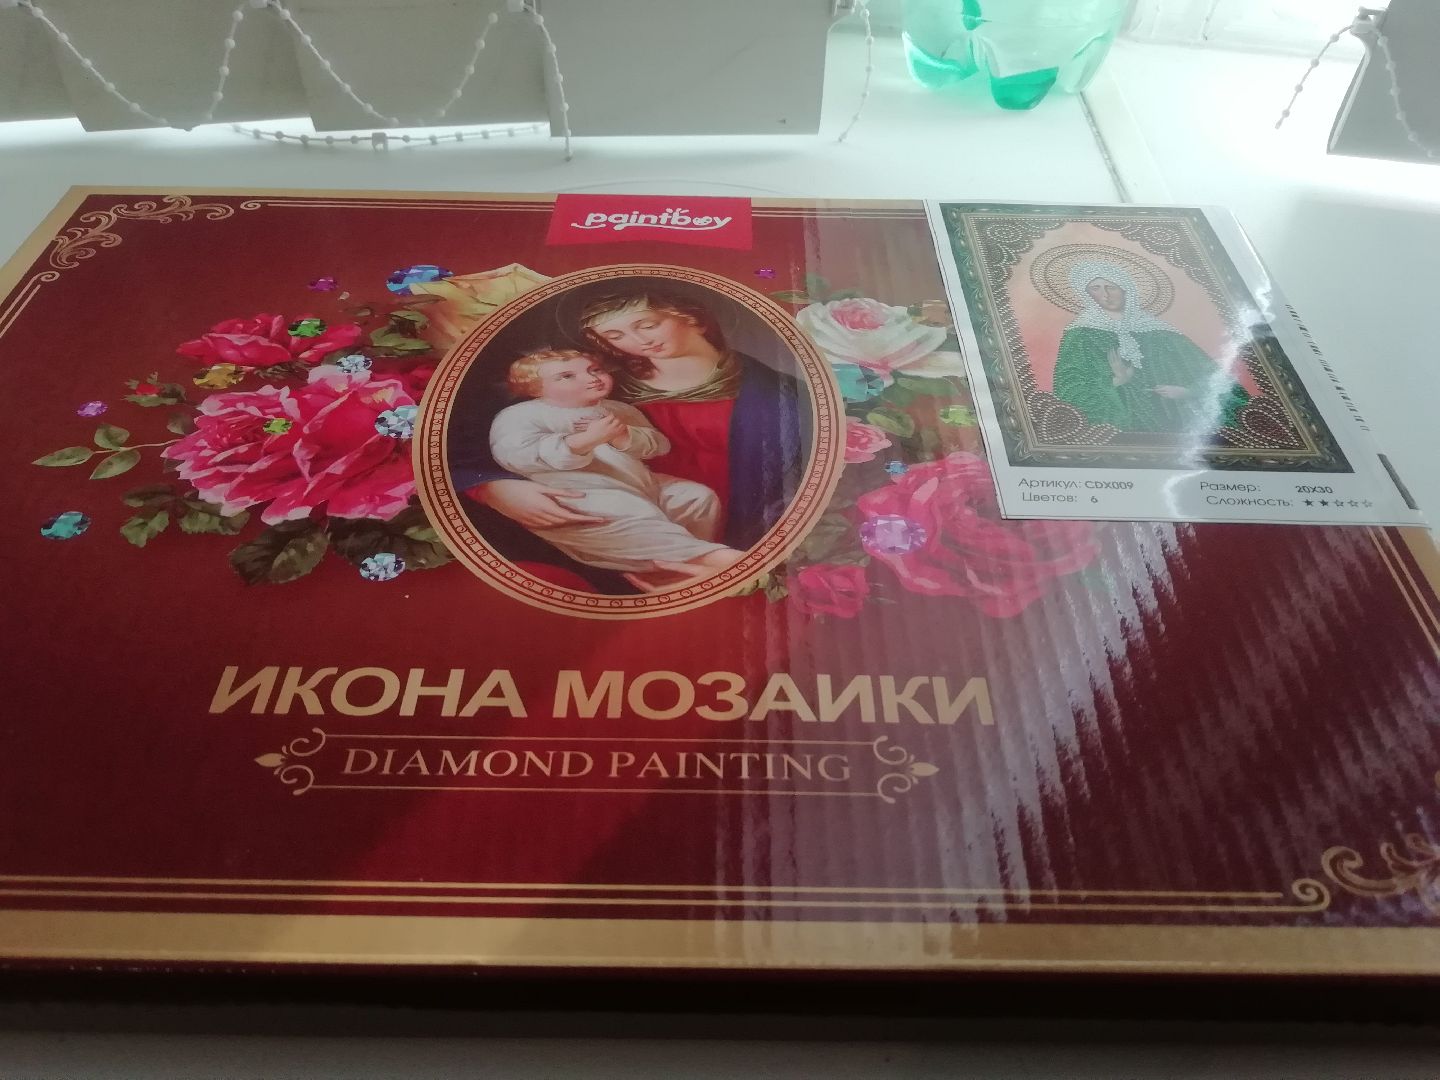 paintboy
Артикул: CDX009
Размер: 20X30
Цветов: 6
Сложность: ★★☆☆☆
ИКОНА МОЗАИКИ
DIAMOND PAINTING